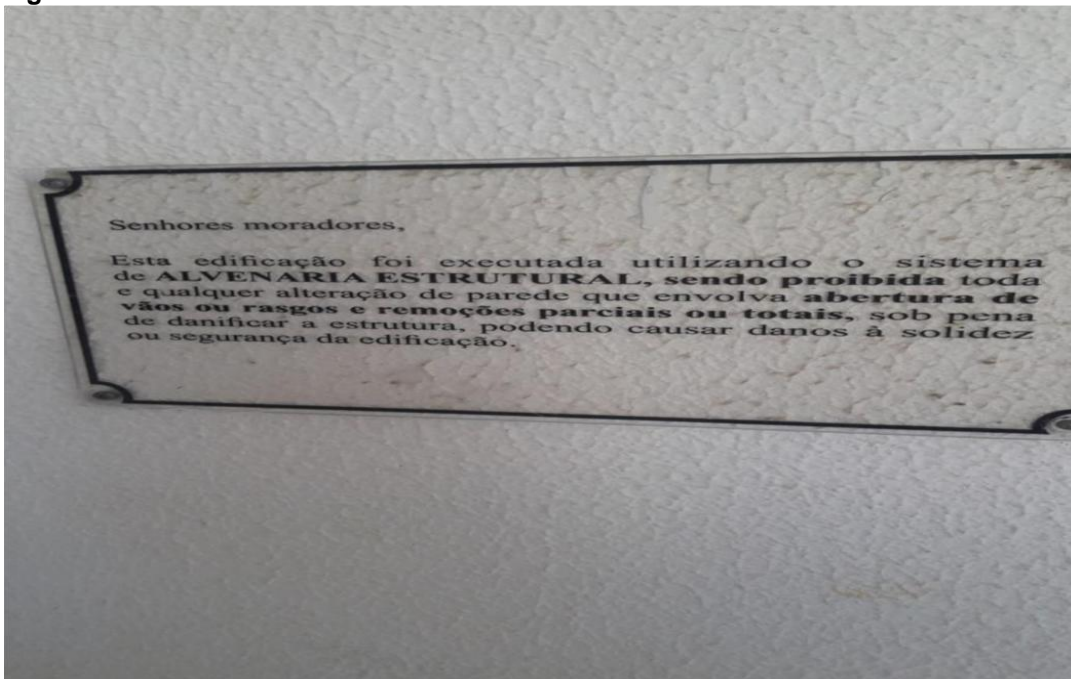 Senhores moradores,
Esta edificação foi executada utilizando o sistema
de ALVENARIA ESTRUTURAL, sendo proibida toda
e qualquer alteração de parede que envolva abertura de
vãos ou rasgos e remoções parciais ou totais, sob pena
de danificar a estrutura, podendo causar danos à solidez
ou segurança da edificação.